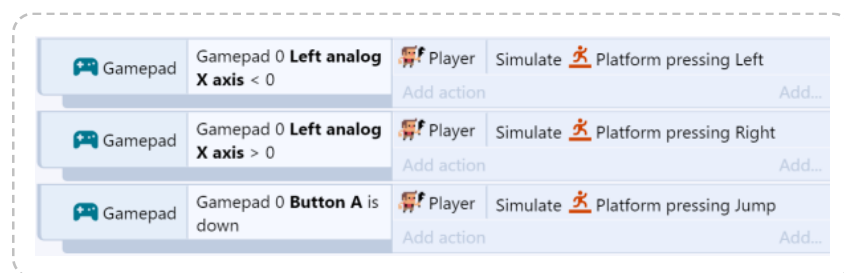 Gamepad
Gamepad 0 Left analog
X axis < 0
Player
Simulate Platform pressing Left
Add action
Add...
Gamepad
Gamepad 0 Left analog
X axis > 0
Player
Simulate Platform pressing Right
Add action
Add...
Gamepad
Gamepad 0 Button A is
down
Player
Simulate Platform pressing Jump
Add action
Add...